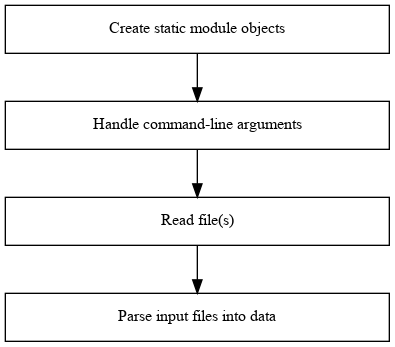 Create static module objects
Handle command-line arguments
Read file(s)
Parse input files into data